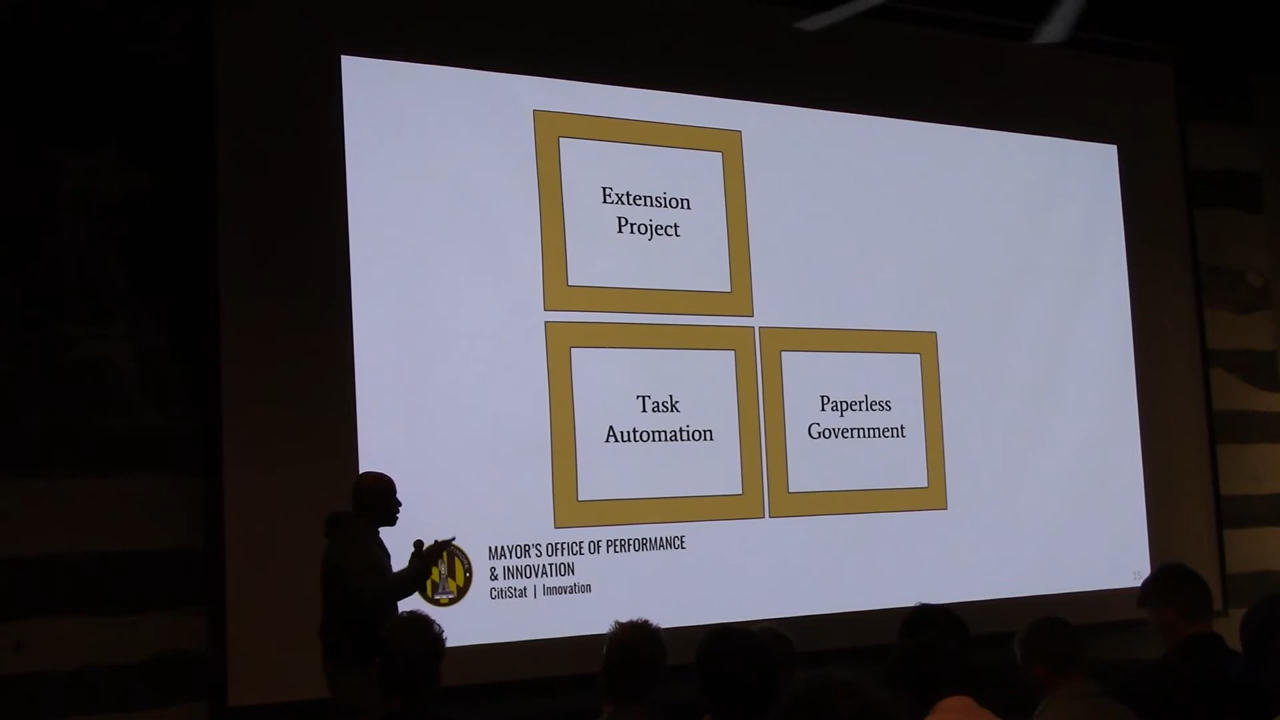 Extension
Project
Task
Automation
Paperless
Government
MAYOR'S OFFICE OF PERFORMANCE
& INNOVATION
CitiStat | Innovation